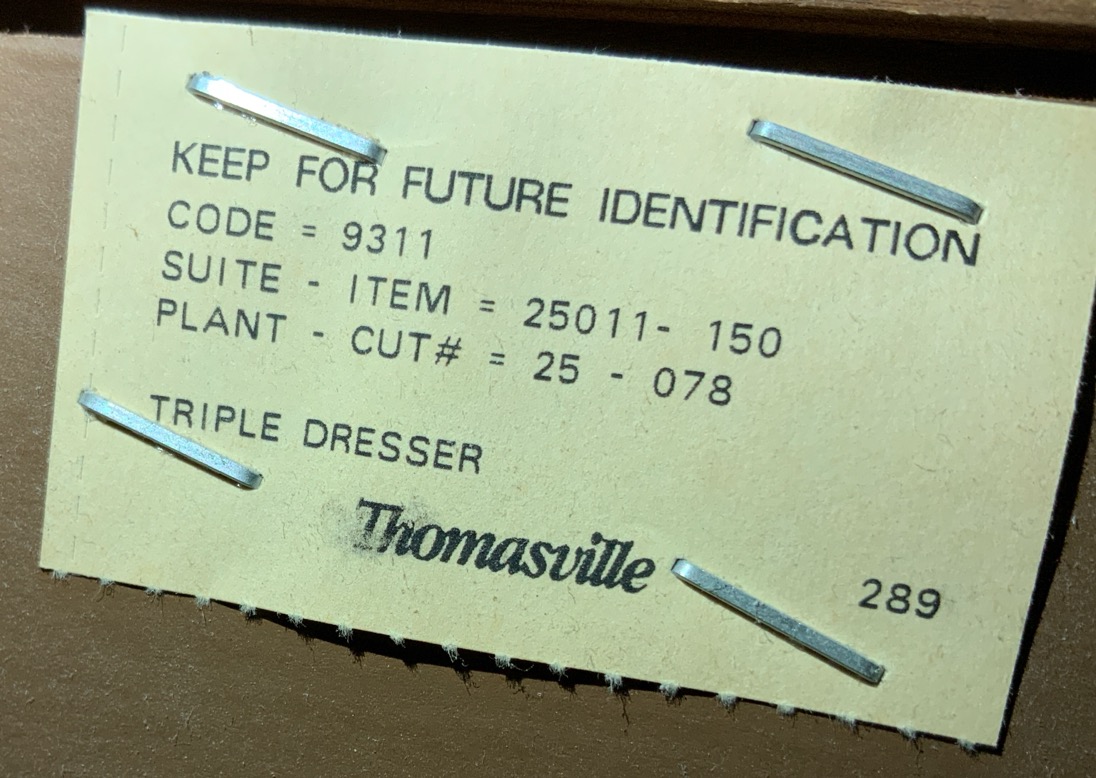 KEEP FOR FUTURE IDENTIFICATION
CODE = 9311
SUITE - ITEM = 25011- 150
PLANT - CUT# = 25 - 078
TRIPLE DRESSER
Thomasville
289